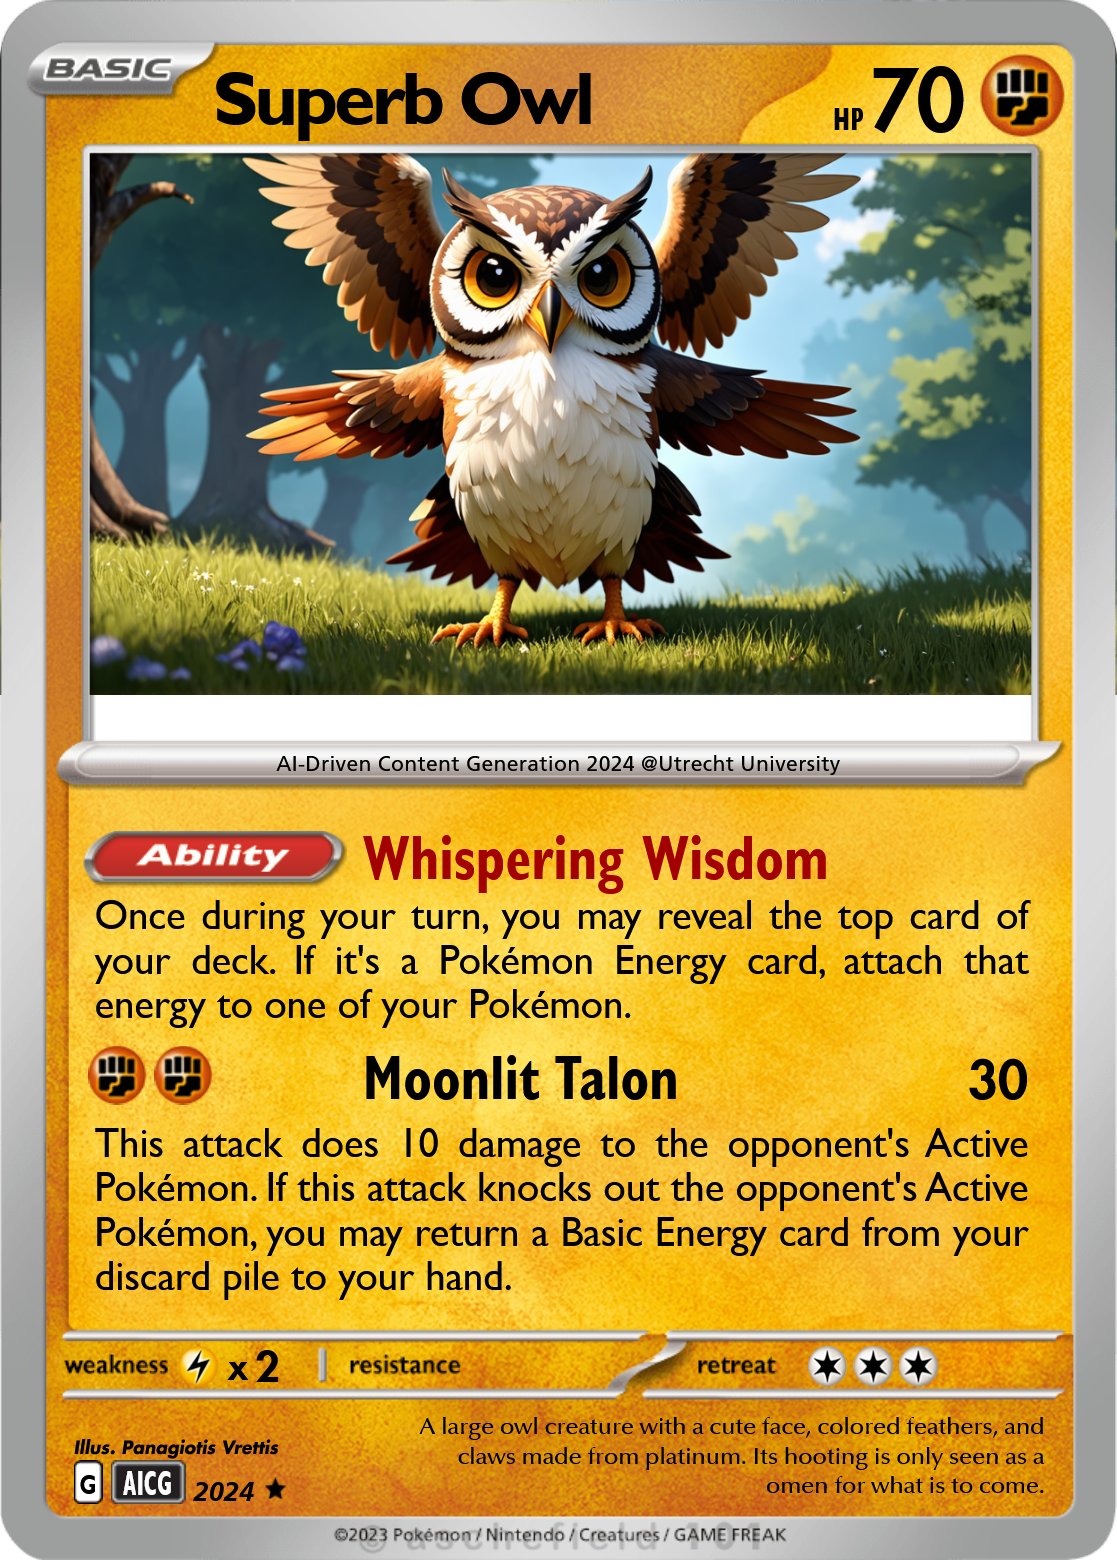 BASIC
Superb Owl
HP 70
AI-Driven Content Generation 2024 @Utrecht University
Ability Whispering Wisdom
Once during your turn, you may reveal the top card of
your deck. If it's a Pokémon Energy card, attach that
energy to one of your Pokémon.
Moonlit Talon 30
This attack does 10 damage to the opponent's Active
Pokémon. If this attack knocks out the opponent's Active
Pokémon, you may return a Basic Energy card from your
discard pile to your hand.
weakness x 2 resistance retreat
A large owl creature with a cute face, colored feathers, and
claws made from platinum. Its hooting is only seen as a
omen for what is to come.
Illus. Panagiotis Vrettis
G AICG 2024
©2023 Pokémon / Nintendo / Creatures / GAME FREAK